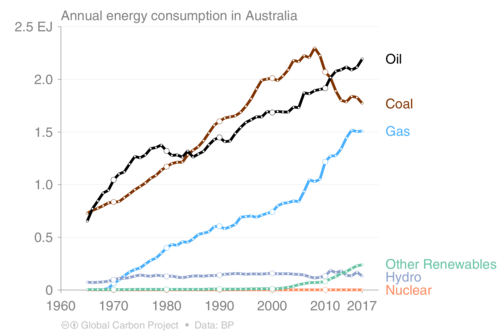 Annual energy consumption in Australia
2.5 EJ
2.0
1.5
1.0
0.5
0
1960
1970
1980
1990
2000
2010
2017
Oil
Coal
Gas
Other Renewables
Hydro
Nuclear
Global Carbon Project • Data: BP